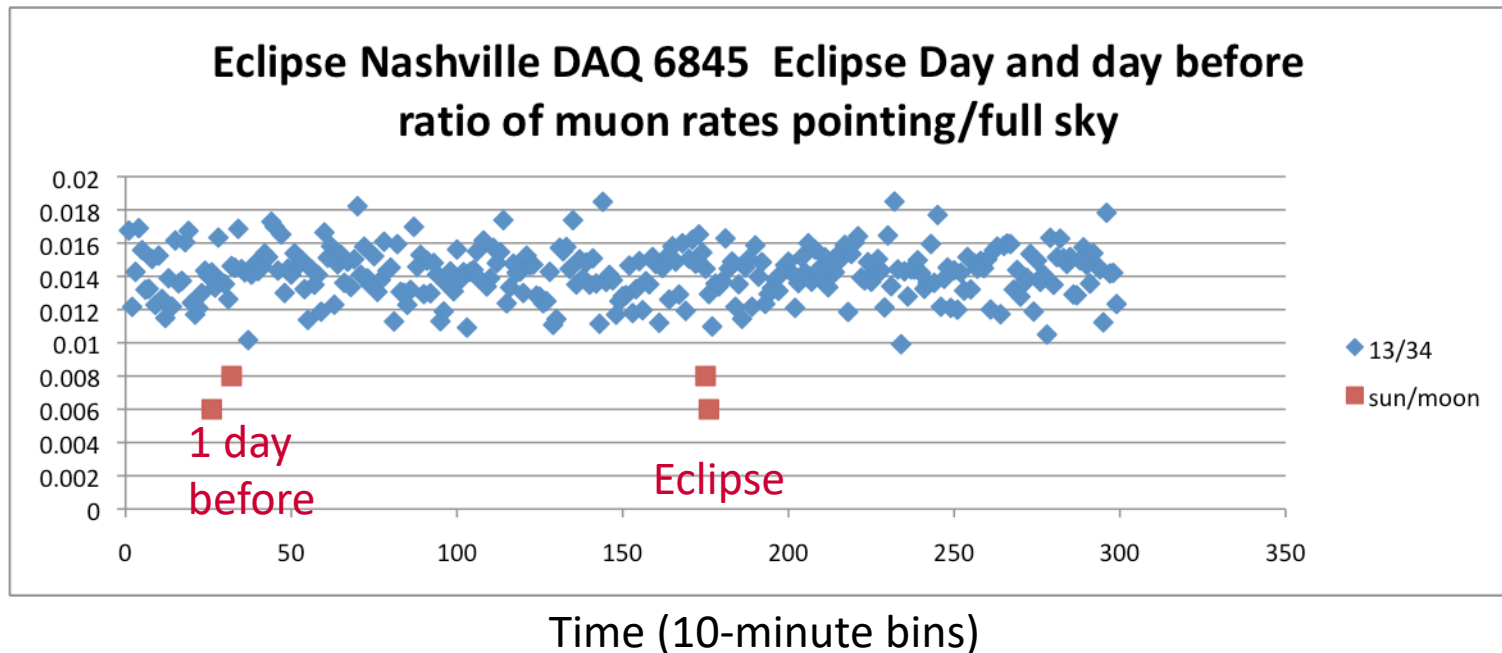 Eclipse Nashville DAQ 6845  Eclipse Day and day before
ratio of muon rates pointing/full sky
0.02
0.018
0.016
0.014
0.012
0.01
0.008
0.006
0.004
0.002
0
13/34
sun/moon
1 day
before
Eclipse
0 50 100 150 200 250 300 350
Time (10-minute bins)